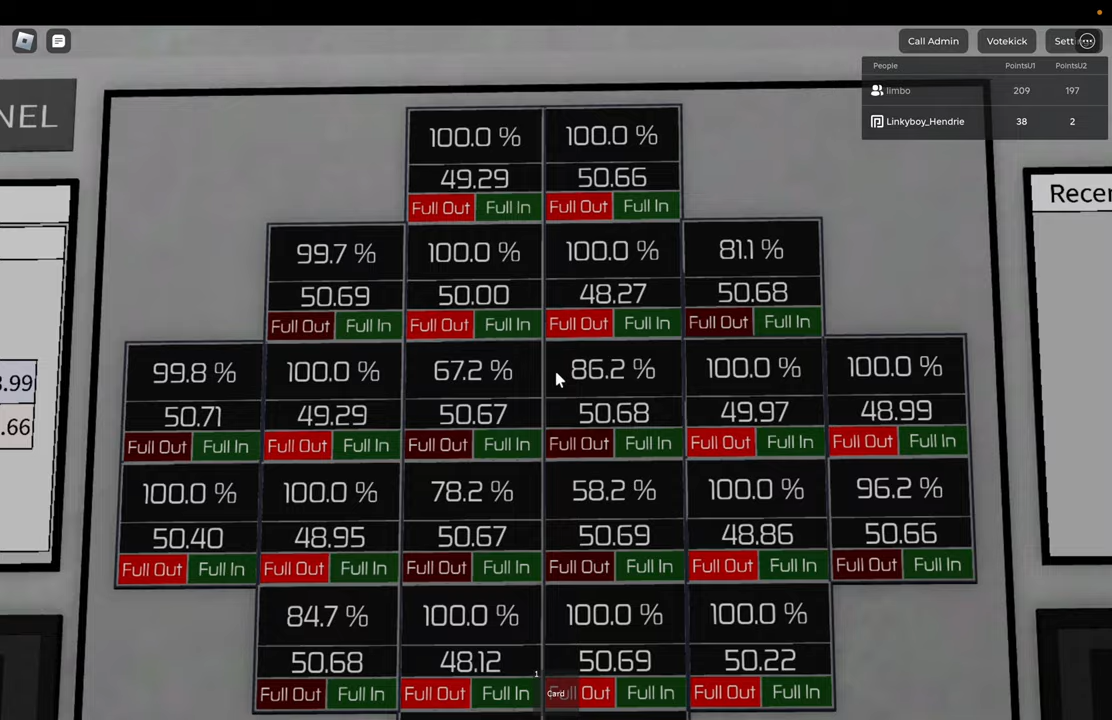 Call Admin Votekick Setti
People PointsU1 PointsU2
limbo 209 197
Linkyboy_Hendrie 38 2
NEL
Recen
100.0 % 100.0 %
49.29 50.66
Full Out Full In Full Out Full In
99.7 % 100.0 % 100.0 % 81.1 %
50.69 50.00 48.27 50.68
Full Out Full In Full Out Full In Full Out Full In Full Out Full In
99.8 % 100.0 % 67.2 % 86.2 % 100.0 % 100.0 %
3.99 50.71 49.29 50.67 50.68 49.97 48.99
.66 Full Out Full In Full Out Full In Full Out Full In Full Out Full In Full Out Full In Full Out Full In
100.0 % 100.0 % 78.2 % 58.2 % 100.0 % 96.2 %
50.40 48.95 50.67 50.69 48.86 50.66
Full Out Full In Full Out Full In Full Out Full In Full Out Full In Full Out Full In Full Out Full In
84.7 % 100.0 % 100.0 % 100.0 %
50.68 48.12 50.69 50.22
1
Full Out Full In Full Out Full In Card Full Out Full In Full Out Full In